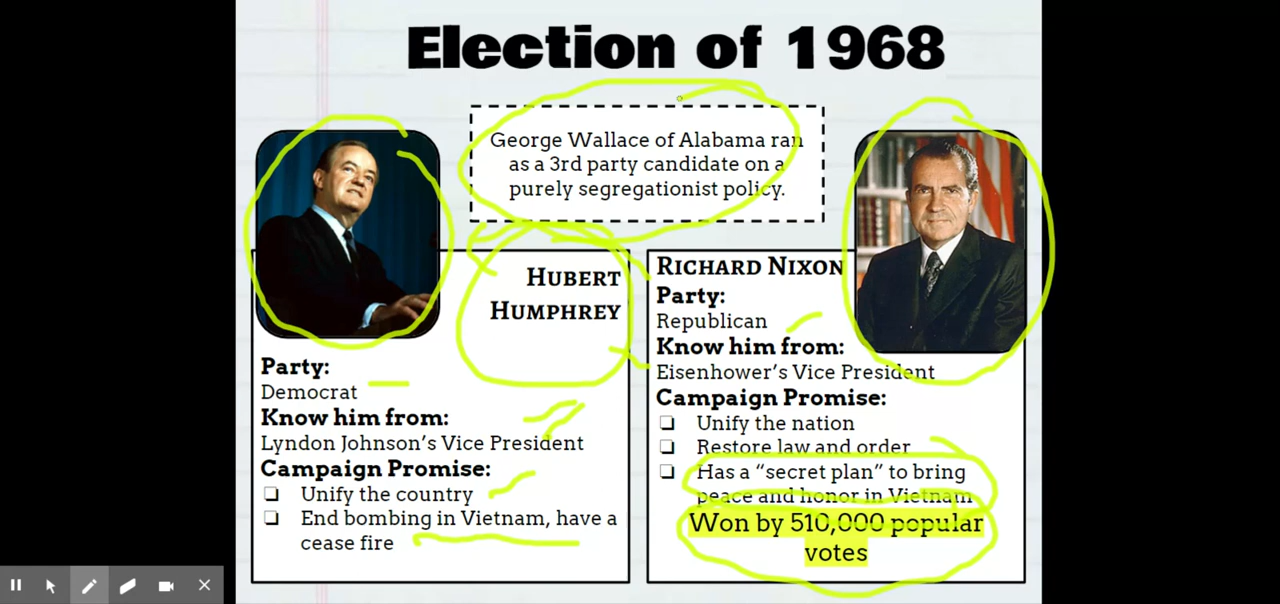 Election of 1968
George Wallace of Alabama ran
as a 3rd party candidate on a
purely segregationist policy.
Hubert
Humphrey
Party:
Democrat
Know him from:
Lyndon Johnson's Vice President
Campaign Promise:
Unify the country
End bombing in Vietnam, have a
cease fire
Richard Nixon
Party:
Republican
Know him from:
Eisenhower's Vice President
Campaign Promise:
Unify the nation
Restore law and order
Has a “secret plan” to bring
peace and honor in Vietnam
Won by 510,000 popular
votes